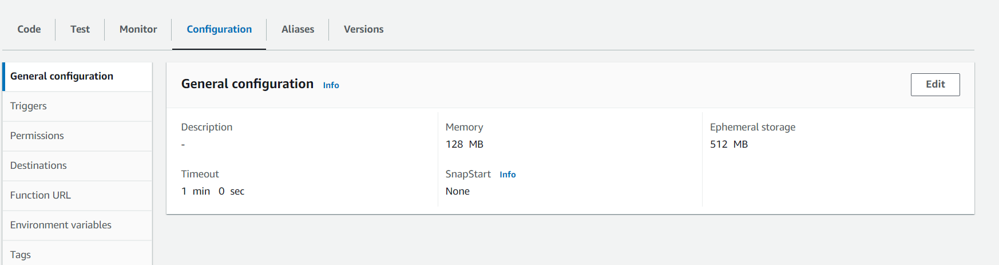 Code Test Monitor Configuration Aliases Versions
General configuration
Triggers
Permissions
Destinations
Function URL
Environment variables
Tags
General configuration Info Edit
Description Memory Ephemeral storage
- 128 MB 512 MB
Timeout SnapStart Info
1 min 0 sec None